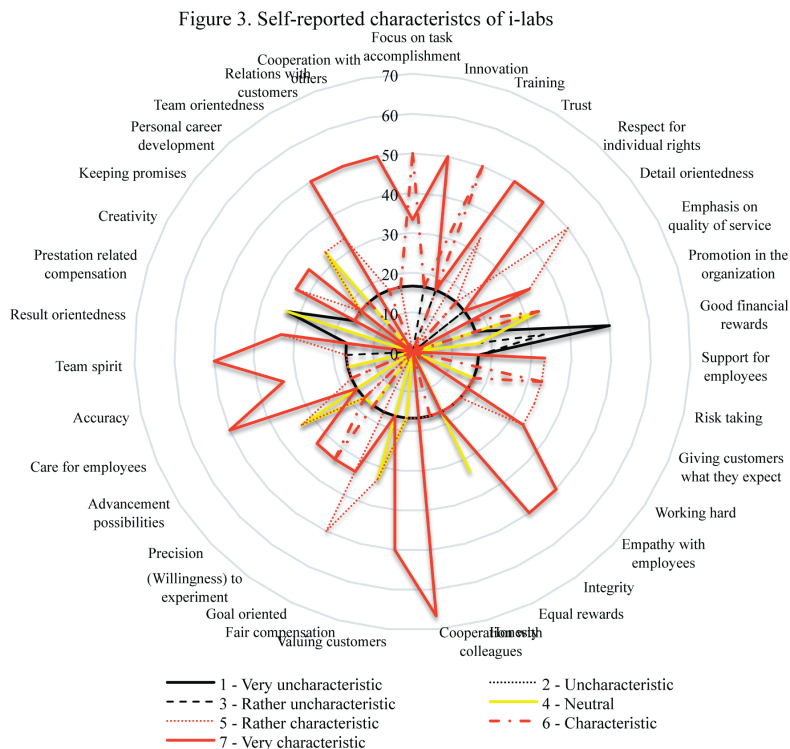 Figure 3. Self-reported characteristcs of i-labs
Focus on task
accomplishment
Cooperation with
others
Relations with
customers
Innovation
Training
Team orientedness
Trust
Personal career
development
Respect for
individual rights
Keeping promises
Detail orientedness
Creativity
Emphasis on
quality of service
Prestation related
compensation
Promotion in the
organization
Result orientedness
Good financial
rewards
Team spirit
Support for
employees
Accuracy
Risk taking
Care for employees
Giving customers
what they expect
Advancement
possibilities
Working hard
Precision
Empathy with
employees
(Willingness) to
experiment
Integrity
Goal oriented
Equal rewards
Fair compensation
Honesty
Valuing customers
Cooperation with
colleagues
70
60
50
40
30
20
10
0
1 - Very uncharacteristic
2 - Uncharacteristic
3 - Rather uncharacteristic
4 - Neutral
5 - Rather characteristic
6 - Characteristic
7 - Very characteristic